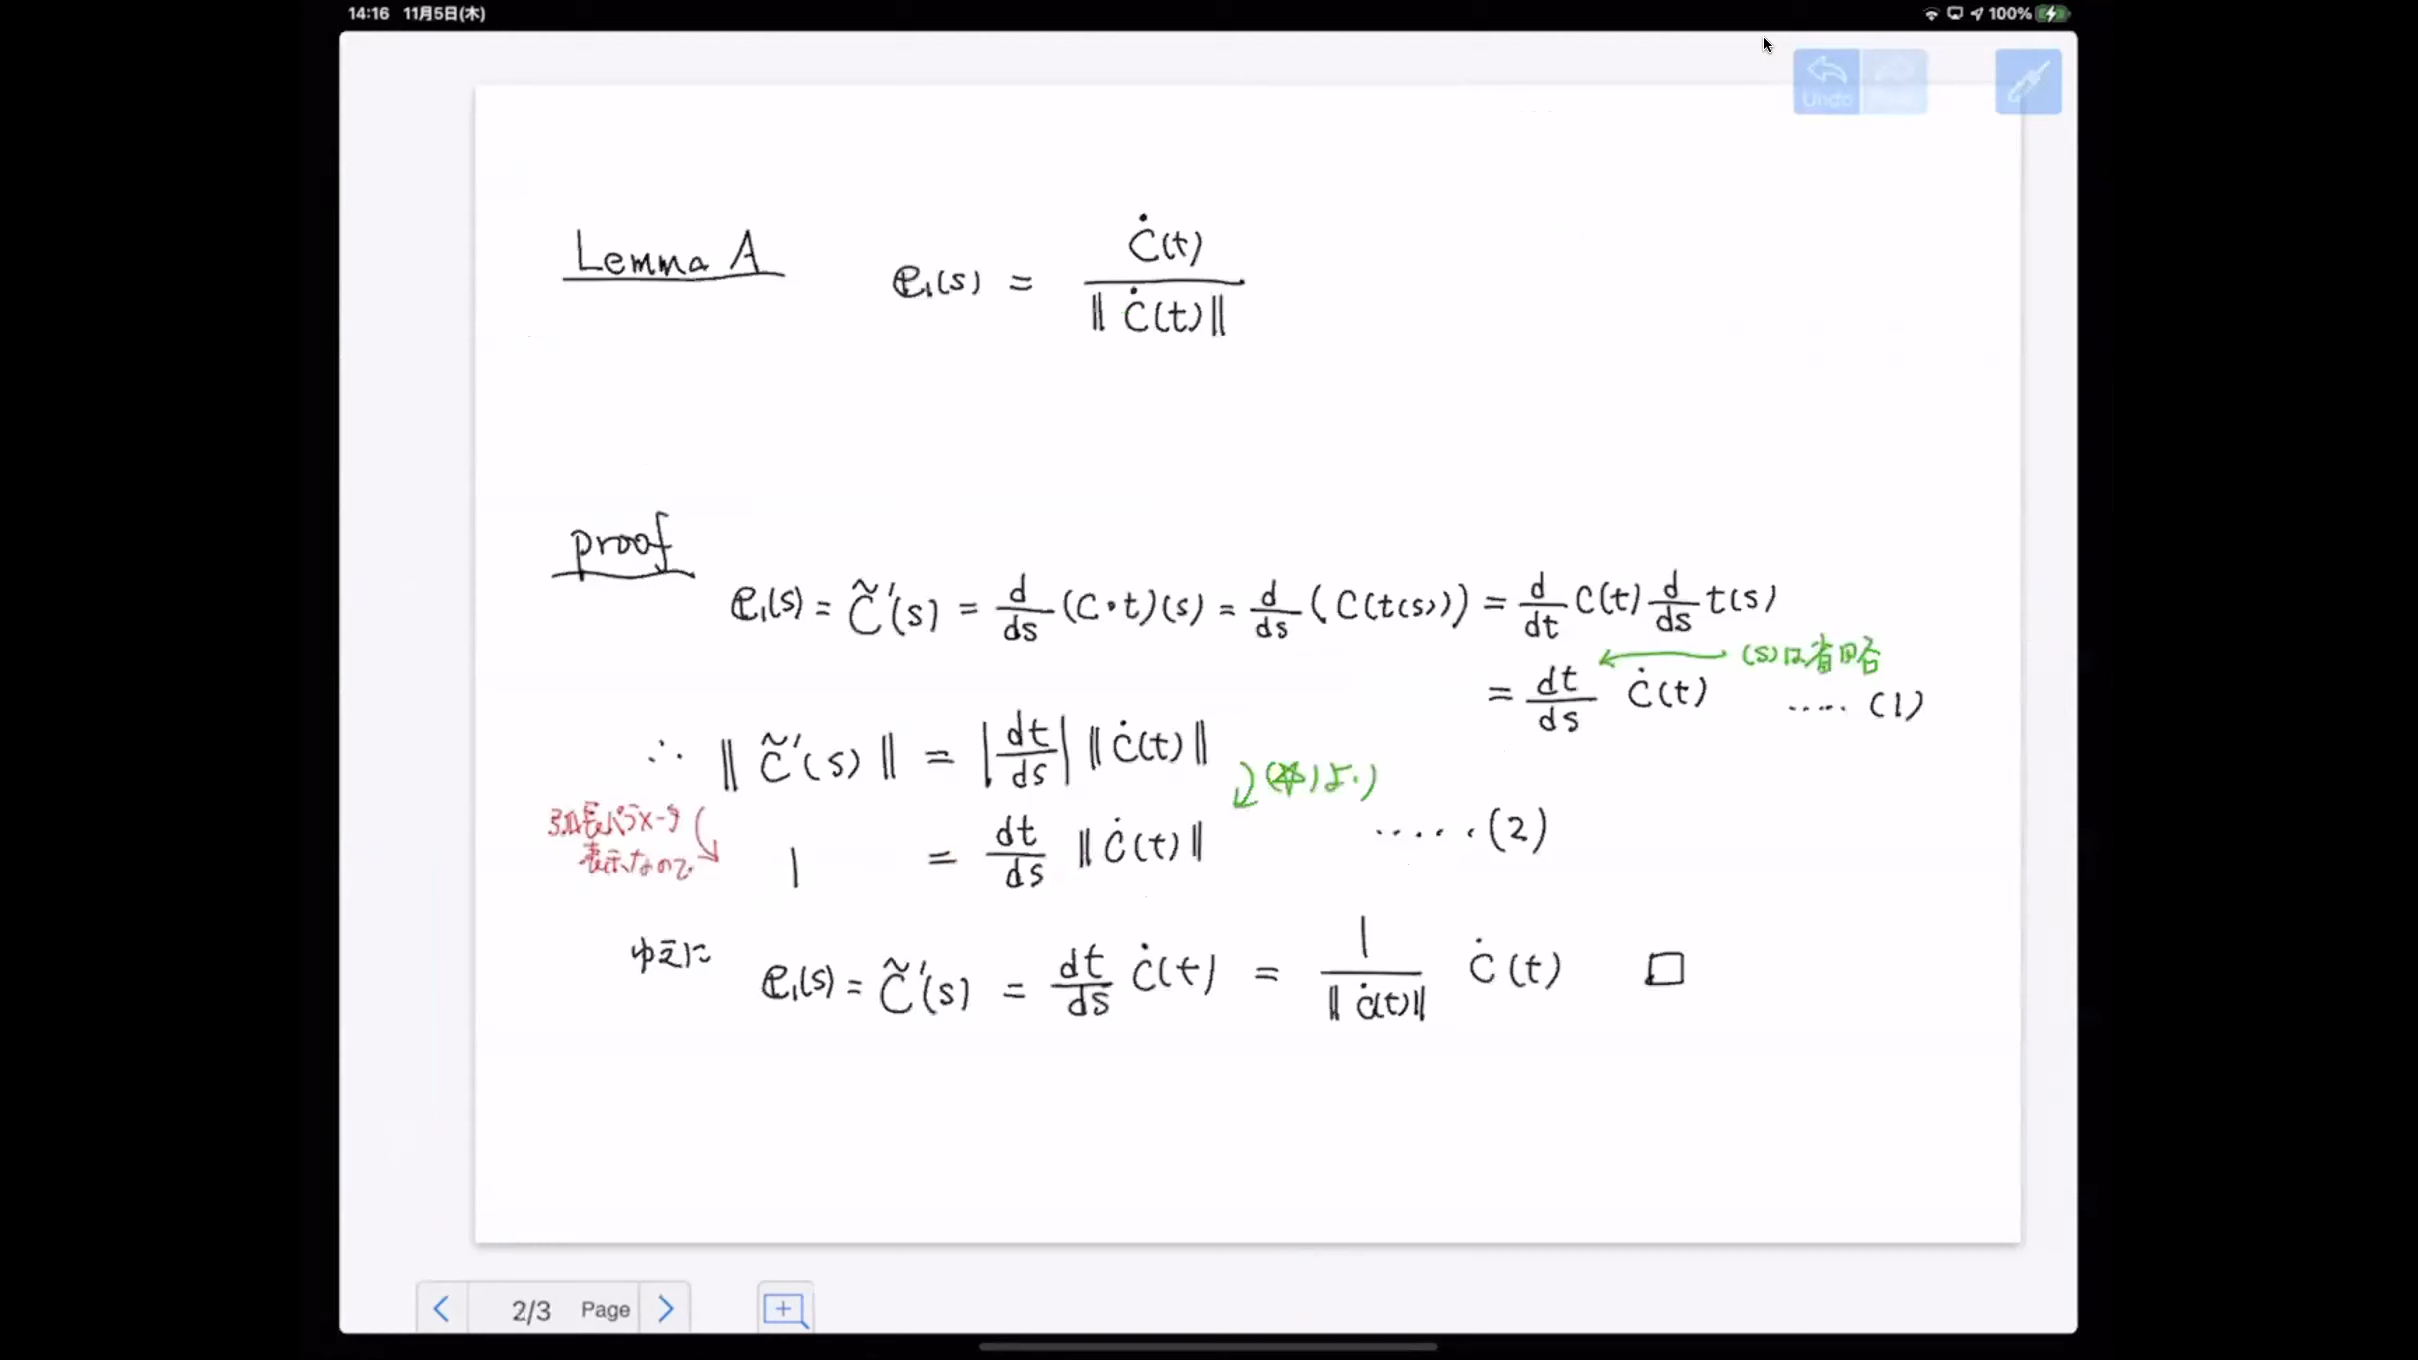 14:16 11月5日(木)
100%
Undo
Lemma A e₁(s) = Ċ(t) / ‖Ċ(t)‖
proof
e₁(s) = C̃′(s) = d/ds (C∘t)(s) = d/ds (C(t(s))) = d/dt C(t) d/ds t(s)
(s)は省略
= dt/ds Ċ(t) ..... (1)
∴ ‖C̃′(s)‖ = |dt/ds| ‖Ċ(t)‖
(☆)より
弧長パラメータ
表示なので
1 = dt/ds ‖Ċ(t)‖ ...... (2)
ゆえに e₁(s) = C̃′(s) = dt/ds Ċ(t) = 1/‖Ċ(t)‖ Ċ(t) □
2/3 Page